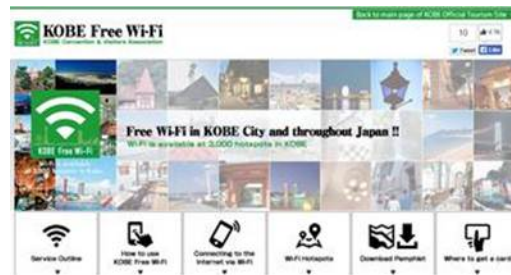 Back to main page of KOBE Official Tourism Site
KOBE Free Wi-Fi
KOBE Convention & Visitors Association
10
Tweet
Like
Free Wi-Fi in KOBE City and throughout Japan !!
Wi-Fi is available at 3,000 hotspots in KOBE
KOBE Free Wi-Fi
Service Outline
How to use
KOBE Free Wi-Fi
Connecting to the
Internet via Wi-Fi
Wi-Fi Hotspots
Download Pamphlet
Where to get a card